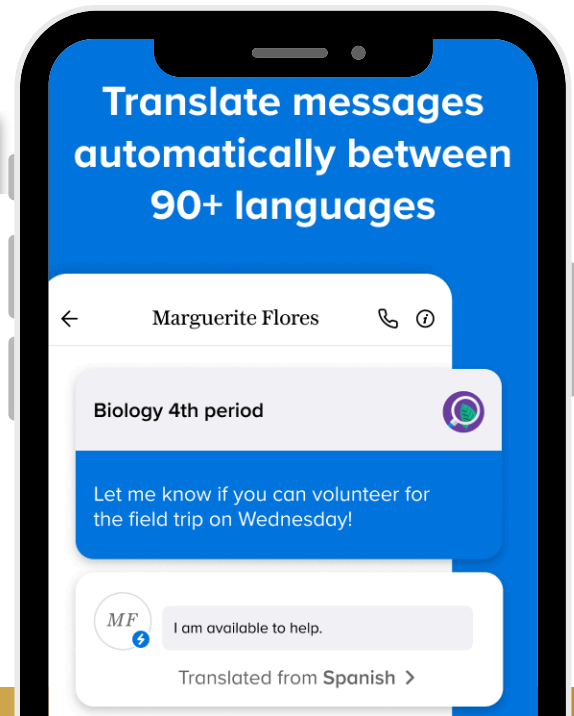 Translate messages
automatically between
90+ languages
Marguerite Flores
Biology 4th period
Let me know if you can volunteer for
the field trip on Wednesday!
MF
I am available to help.
Translated from Spanish